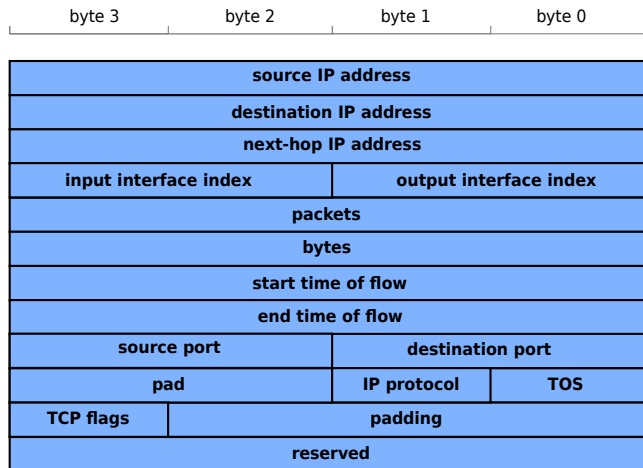 byte 3 byte 2 byte 1 byte 0
source IP address
destination IP address
next-hop IP address
input interface index output interface index
packets
bytes
start time of flow
end time of flow
source port destination port
pad IP protocol TOS
TCP flags padding
reserved